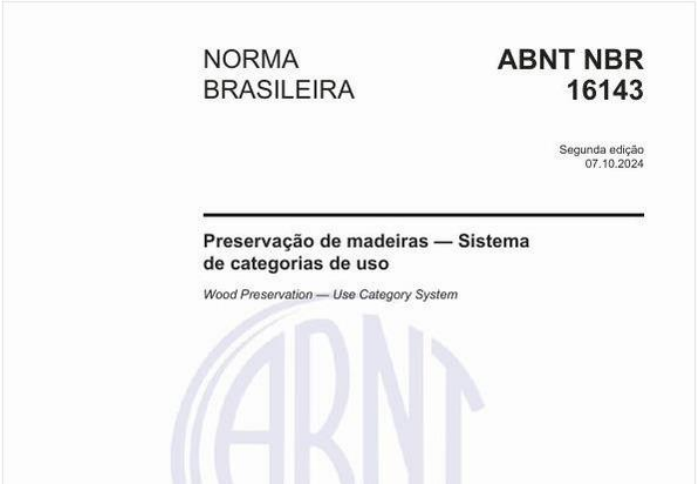 NORMA
BRASILEIRA
ABNT NBR
16143
Segunda edição
07.10.2024
Preservação de madeiras — Sistema
de categorias de uso
Wood Preservation — Use Category System
ABNT